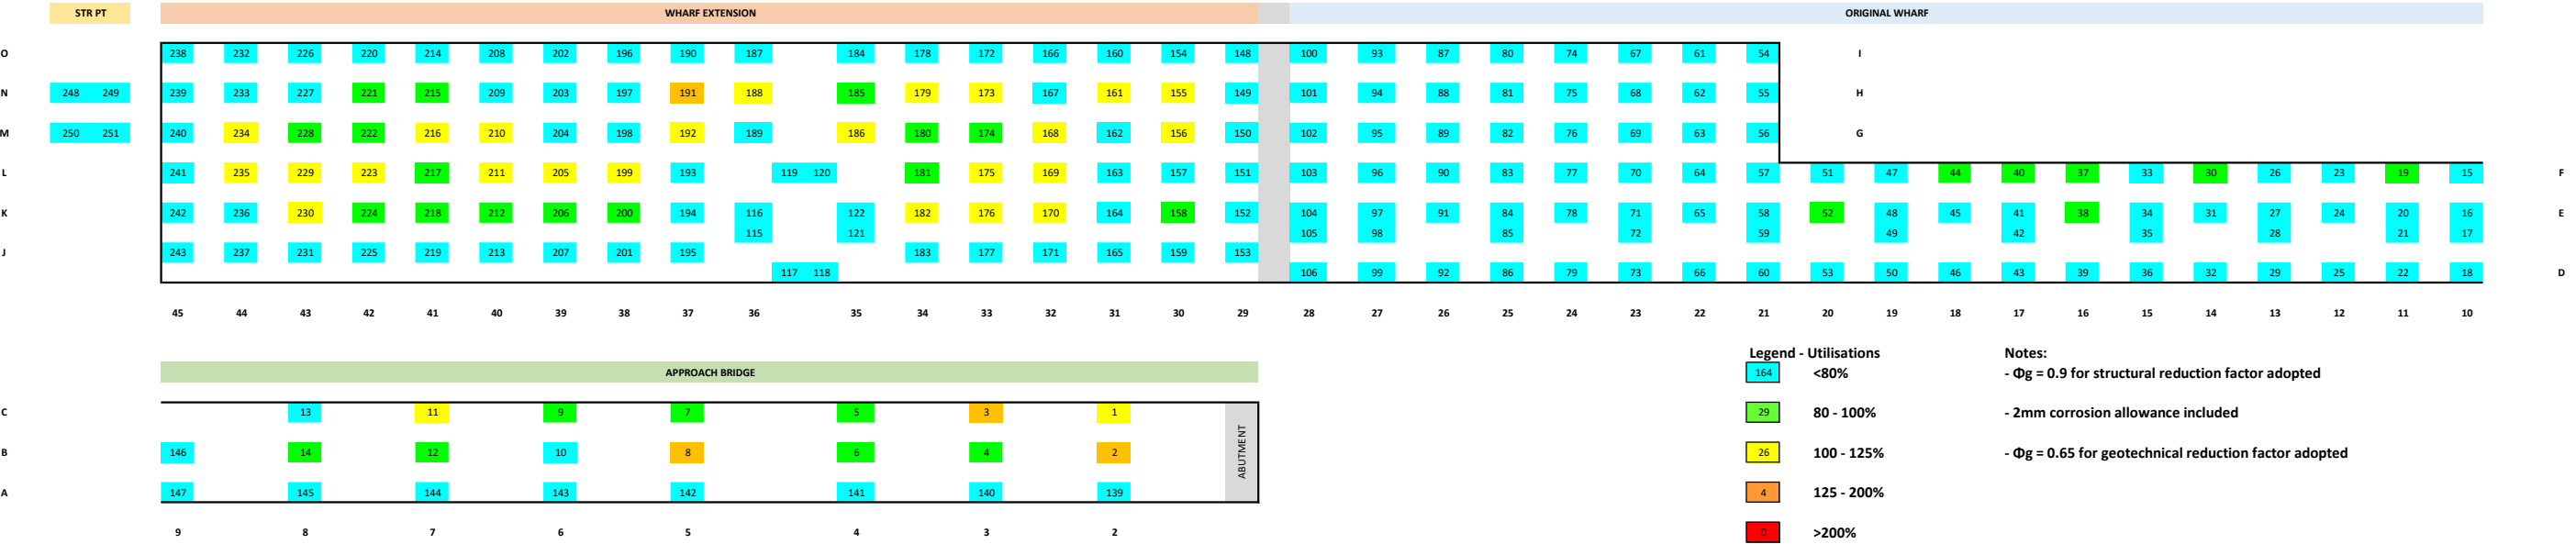 STR PT WHARF EXTENSION ORIGINAL WHARF
O 238 232 226 220 214 208 202 196 190 187 184 178 172 166 160 154 148 100 93 87 80 74 67 61 54 I
N 248 249 239 233 227 221 215 209 203 197 191 188 185 179 173 167 161 155 149 101 94 88 81 75 68 62 55 H
M 250 251 240 234 228 222 216 210 204 198 192 189 186 180 174 168 162 156 150 102 95 89 82 76 69 63 56 G
L 241 235 229 223 217 211 205 199 193 119 120 181 175 169 163 157 151 103 96 90 83 77 70 64 57 51 47 44 40 37 33 30 26 23 19 15 F
K 242 236 230 224 218 212 206 200 194 116 122 182 176 170 164 158 152 104 97 91 84 78 71 65 58 52 48 45 41 38 34 31 27 24 20 16 E
115 121 105 98 85 72 59 49 42 35 28 21 17
J 243 237 231 225 219 213 207 201 195 183 177 171 165 159 153
117 118 106 99 92 86 79 73 66 60 53 50 46 43 39 36 32 29 25 22 18 D
45 44 43 42 41 40 39 38 37 36 35 34 33 32 31 30 29 28 27 26 25 24 23 22 21 20 19 18 17 16 15 14 13 12 11 10
Legend - Utilisations Notes:
APPROACH BRIDGE 164 <80% - Φg = 0.9 for structural reduction factor adopted
C 13 11 9 7 5 3 1 29 80 - 100% - 2mm corrosion allowance included
ABUTMENT
B 146 14 12 10 8 6 4 2 26 100 - 125% - Φg = 0.65 for geotechnical reduction factor adopted
A 147 145 144 143 142 141 140 139 4 125 - 200%
9 8 7 6 5 4 3 2 0 >200%